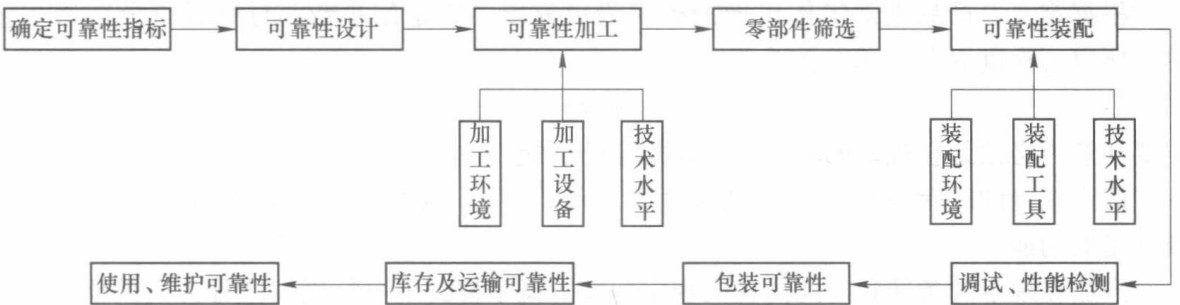 确定可靠性指标
可靠性设计
可靠性加工
零部件筛选
可靠性装配
加工环境
加工设备
技术水平
装配环境
装配工具
技术水平
使用、维护可靠性
库存及运输可靠性
包装可靠性
调试、性能检测